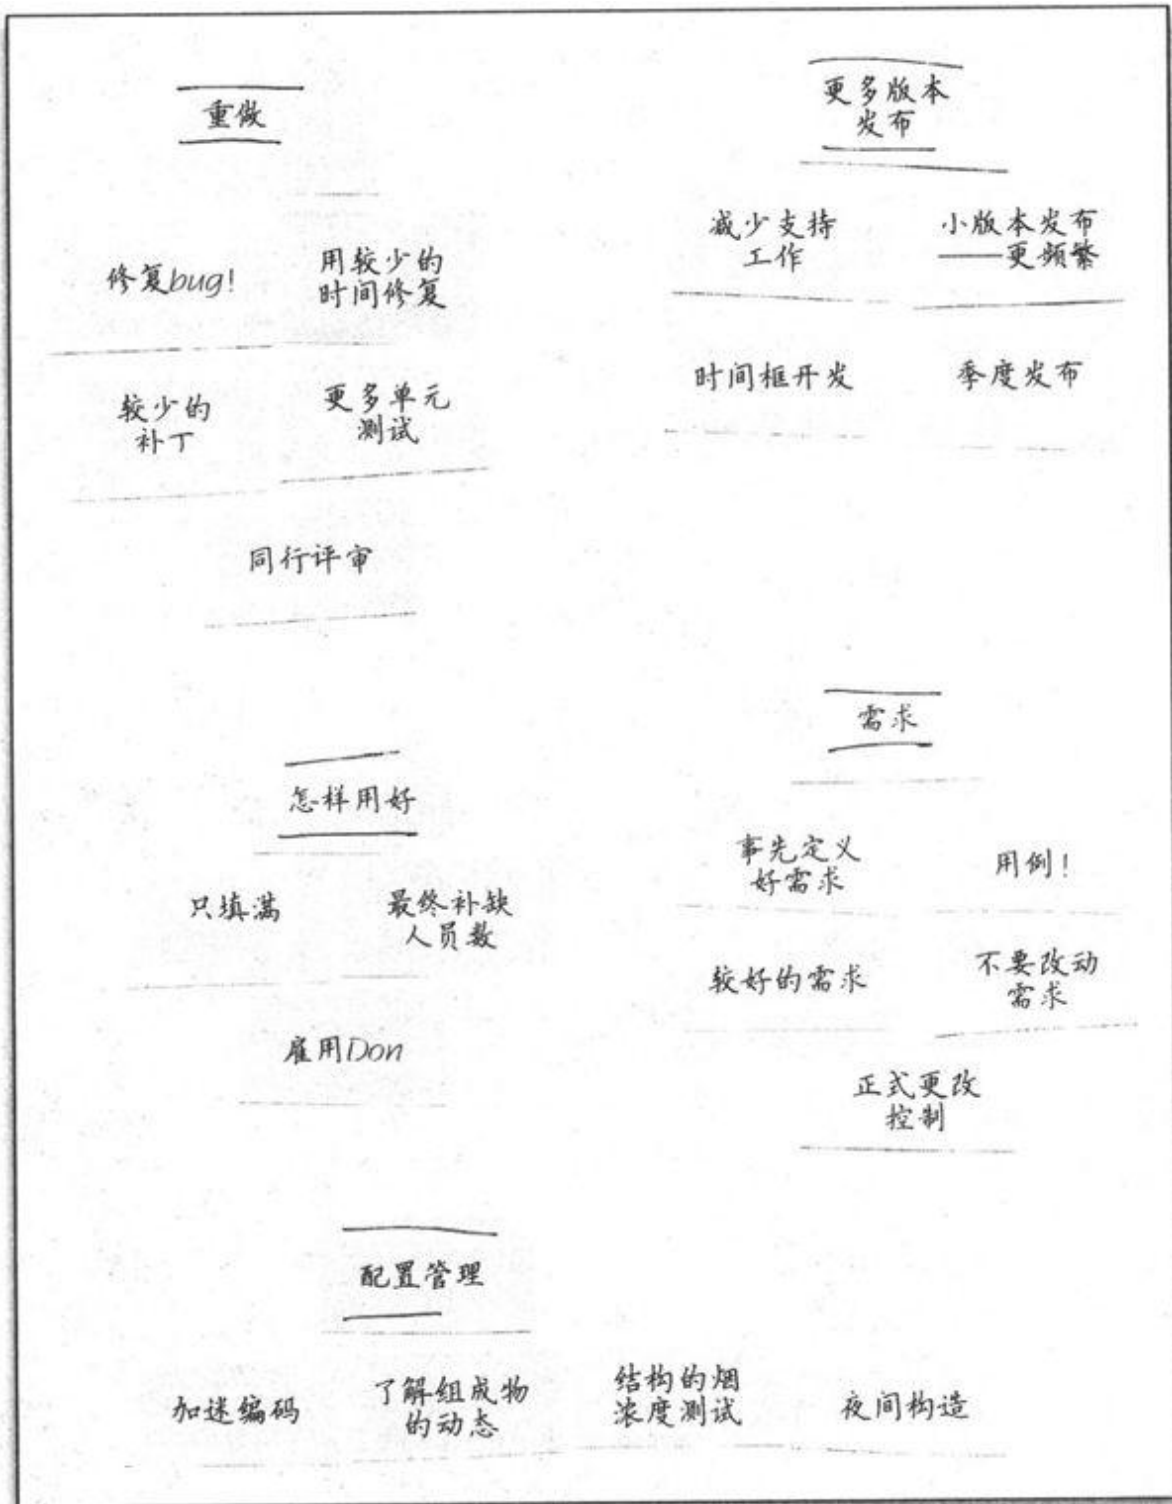 重做
更多版本
发布
减少支持
工作
小版本发布
——更频繁
修复bug!
用较少的
时间修复
时间框开发
季度发布
较少的
补丁
更多单元
测试
同行评审
需求
怎样用好
事先定义
好需求
用例!
只填满
最终补缺
人员数
较好的需求
不要改动
需求
雇用Don
正式更改
控制
配置管理
加速编码
了解组成物
的动态
结构的烟
浓度测试
夜间构造